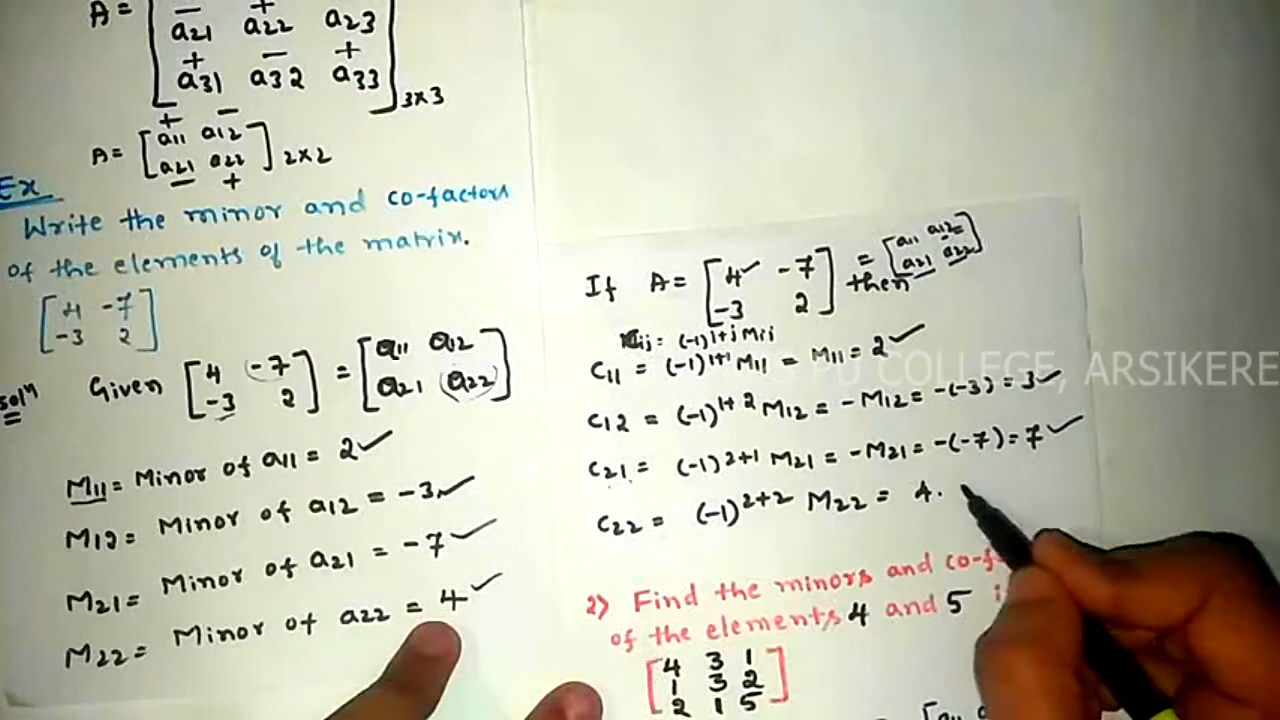 A = [ − + 
a21 a22 a23
+ − +
a31 a32 a33 ] 3×3
+ −
A = [ a11 a12
a21 a22 ] 2×2
− +
Ex
Write the minor and co-factors
of the elements of the matrix.
[ 4 -7
-3 2 ]
Soln Given [ 4 -7
-3 2 ] = [ a11 a12
a21 a22 ]
M11 = Minor of a11 = 2 ✓
M12 = Minor of a12 = -3 ✓
M21 = Minor of a21 = -7 ✓
M22 = Minor of a22 = 4 ✓
If A = [ 4 ✓ -7
-3 2 ] = [ a11 a12
a21 a22 ] then
Cij = (-1)^i+j Mij
C11 = (-1)^1+1 M11 = M11 = 2 ✓
C12 = (-1)^1+2 M12 = -M12 = -(-3) = 3 ✓
C21 = (-1)^2+1 M21 = -M21 = -(-7) = 7 ✓
C22 = (-1)^2+2 M22 = 4.
2) Find the minors and co-f
of the elements 4 and 5 i
[ 4 3 1
1 3 2
2 1 5 ]
PU COLLEGE, ARSIKERE